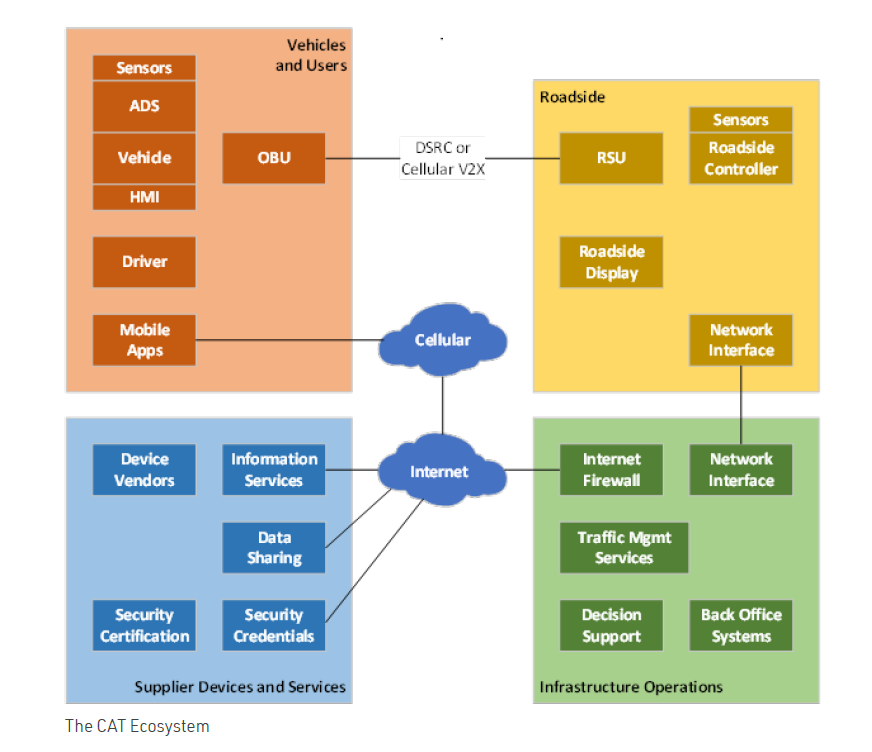 Vehicles
and Users
Sensors
ADS
Vehicle
HMI
OBU
Driver
Mobile
Apps
DSRC or
Cellular V2X
Roadside
Sensors
Roadside
Controller
RSU
Roadside
Display
Network
Interface
Cellular
Internet
Device
Vendors
Information
Services
Data
Sharing
Security
Certification
Security
Credentials
Supplier Devices and Services
Internet
Firewall
Network
Interface
Traffic Mgmt
Services
Decision
Support
Back Office
Systems
Infrastructure Operations
The CAT Ecosystem